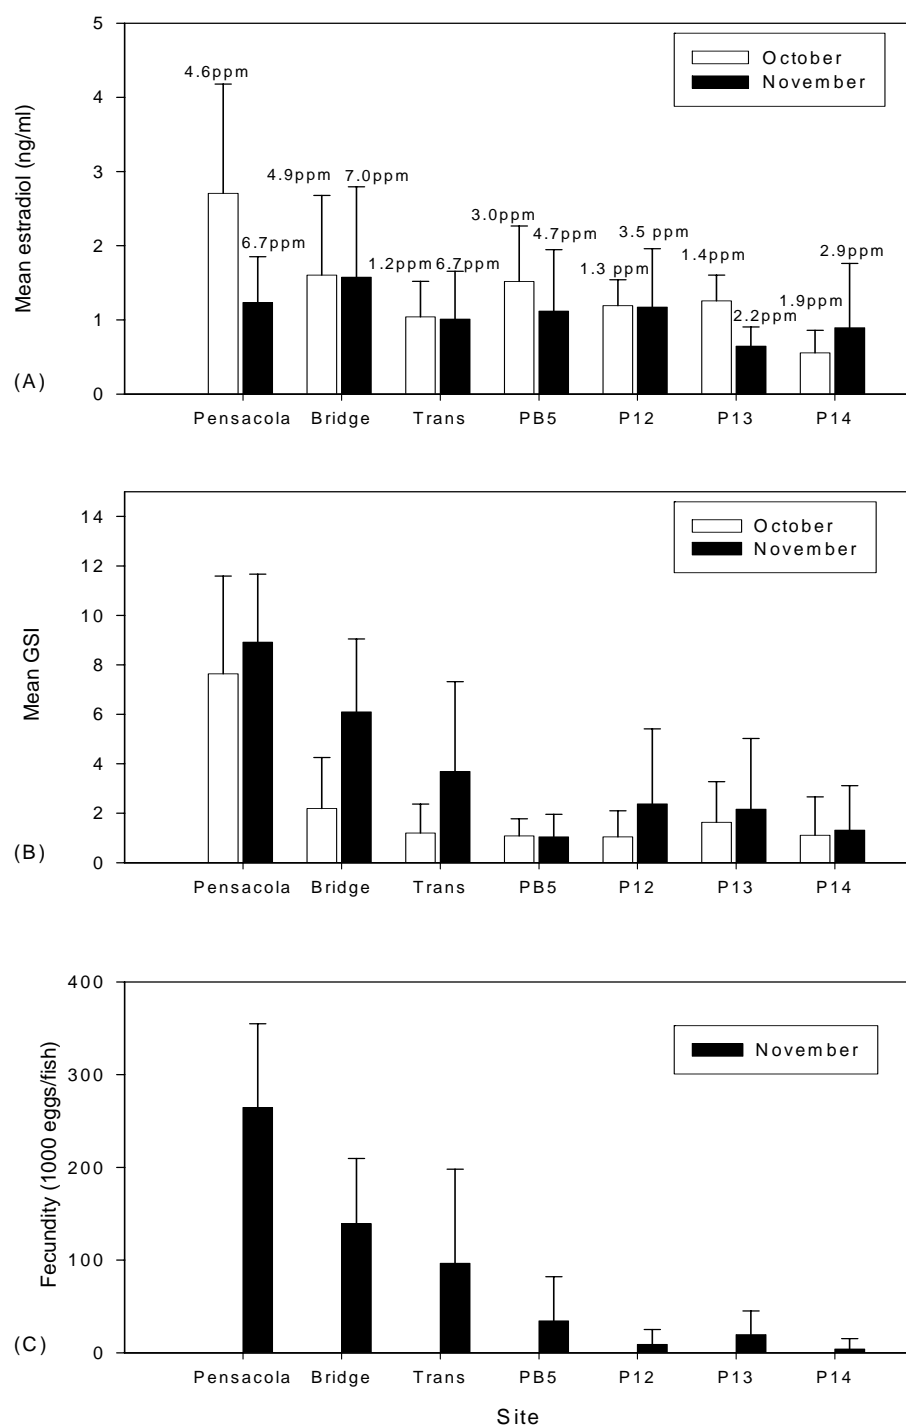 5
4
3
2
1
0
Mean estradiol (ng/ml)
(A)
October
November
4.6ppm
6.7ppm
4.9ppm
7.0ppm
1.2ppm
6.7ppm
3.0ppm
4.7ppm
1.3 ppm
3.5 ppm
1.4ppm
2.2ppm
1.9ppm
2.9ppm
Pensacola Bridge Trans PB5 P12 P13 P14
14
12
10
8
6
4
2
0
Mean GSI
(B)
October
November
Pensacola Bridge Trans PB5 P12 P13 P14
400
300
200
100
0
Fecundity (1000 eggs/fish)
(C)
November
Pensacola Bridge Trans PB5 P12 P13 P14
Site